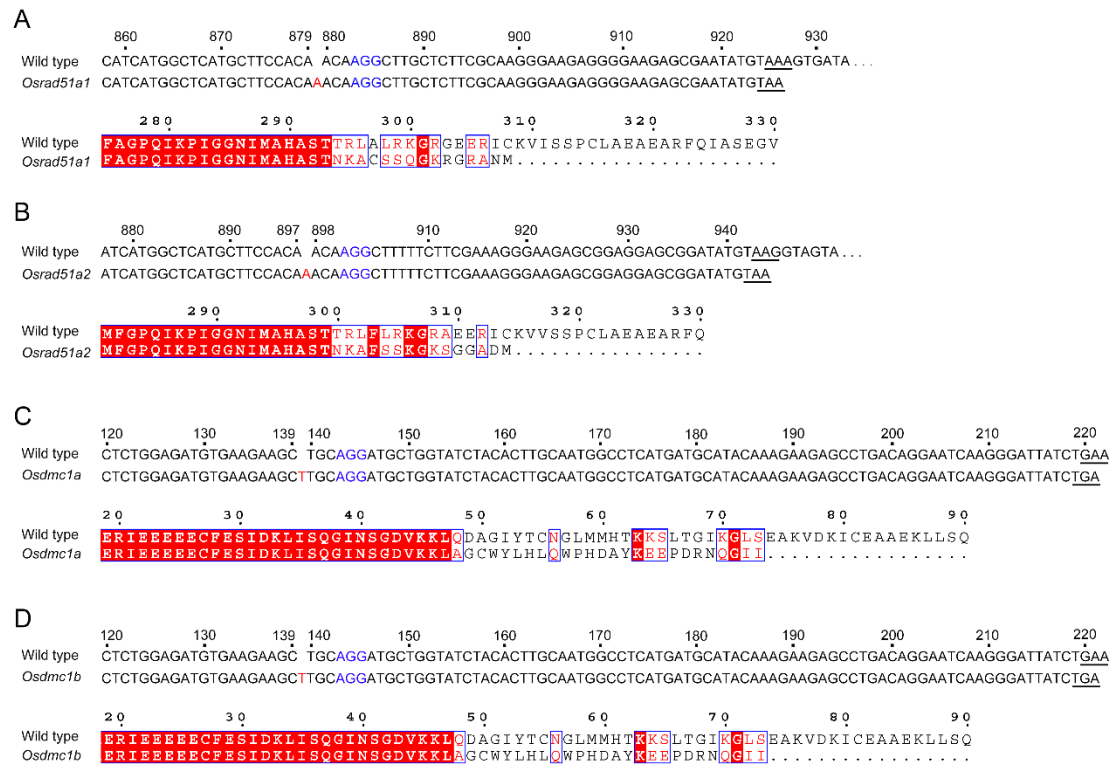 A
860 870 879 880 890 900 910 920 930
Wild type CATCATGGCTCATGCTTCCACA ACAAGGCTTGCTCTTCGCAAGGGAAGAGGGGAAGAGCGAATATGTAAAGTGATA...
Osrad51a1 CATCATGGCTCATGCTTCCACAAACAAGGCTTGCTCTTCGCAAGGGAAGAGGGGAAGAGCGAATATGTAA
280 290 300 310 320 330
Wild type FAGPQIKPIGGNIMAHASTTRLALRKGRGEERICKVISSPCLAEAEARFQIASEGV
Osrad51a1 FAGPQIKPIGGNIMAHASTNKACSSQGKRGRANM......................
B
880 890 897 898 910 920 930 940
Wild type ATCATGGCTCATGCTTCCACA ACAAGGCTTTTTCTTCGAAAGGGAAGAGCGGAGGAGCGGATATGTAAGGTAGTA...
Osrad51a2 ATCATGGCTCATGCTTCCACAAACAAGGCTTTTTCTTCGAAAGGGAAGAGCGGAGGAGCGGATATGTAA
290 300 310 320 330
Wild type MFGPQIKPIGGNIMAHASTTRLFLRKGRAEERICKVVSSPCLAEAEARFQ
Osrad51a2 MFGPQIKPIGGNIMAHASTNKAFSSKGKSGGADM................
C
120 130 139 140 150 160 170 180 190 200 210 220
Wild type CTCTGGAGATGTGAAGAAGC TGCAGGATGCTGGTATCTACACTTGCAATGGCCTCATGATGCATACAAAGAAGAGCCTGACAGGAATCAAGGGATTATCTGAA
Osdmc1a CTCTGGAGATGTGAAGAAGCTTGCAGGATGCTGGTATCTACACTTGCAATGGCCTCATGATGCATACAAAGAAGAGCCTGACAGGAATCAAGGGATTATCTGA
20 30 40 50 60 70 80 90
Wild type ERIEEEEECFESIDKLISQGINSGDVKKLQDAGIYTCNGLMMHTKKSLTGIKGLSEAKVDKICEAAEKLLSQ
Osdmc1a ERIEEEEECFESIDKLISQGINSGDVKKLAGCWYLHLQWPHDAYKEEPDRNQGII.................
D
120 130 139 140 150 160 170 180 190 200 210 220
Wild type CTCTGGAGATGTGAAGAAGC TGCAGGATGCTGGTATCTACACTTGCAATGGCCTCATGATGCATACAAAGAAGAGCCTGACAGGAATCAAGGGATTATCTGAA
Osdmc1b CTCTGGAGATGTGAAGAAGCTTGCAGGATGCTGGTATCTACACTTGCAATGGCCTCATGATGCATACAAAGAAGAGCCTGACAGGAATCAAGGGATTATCTGA
20 30 40 50 60 70 80 90
Wild type ERIEEEEECFESIDKLISQGINSGDVKKLQDAGIYTCNGLMMHTKKSLTGIKGLSEAKVDKICEAAEKLLSQ
Osdmc1b ERIEEEEECFESIDKLISQGINSGDVKKLAGCWYLHLQWPHDAYKEEPDRNQGII.................